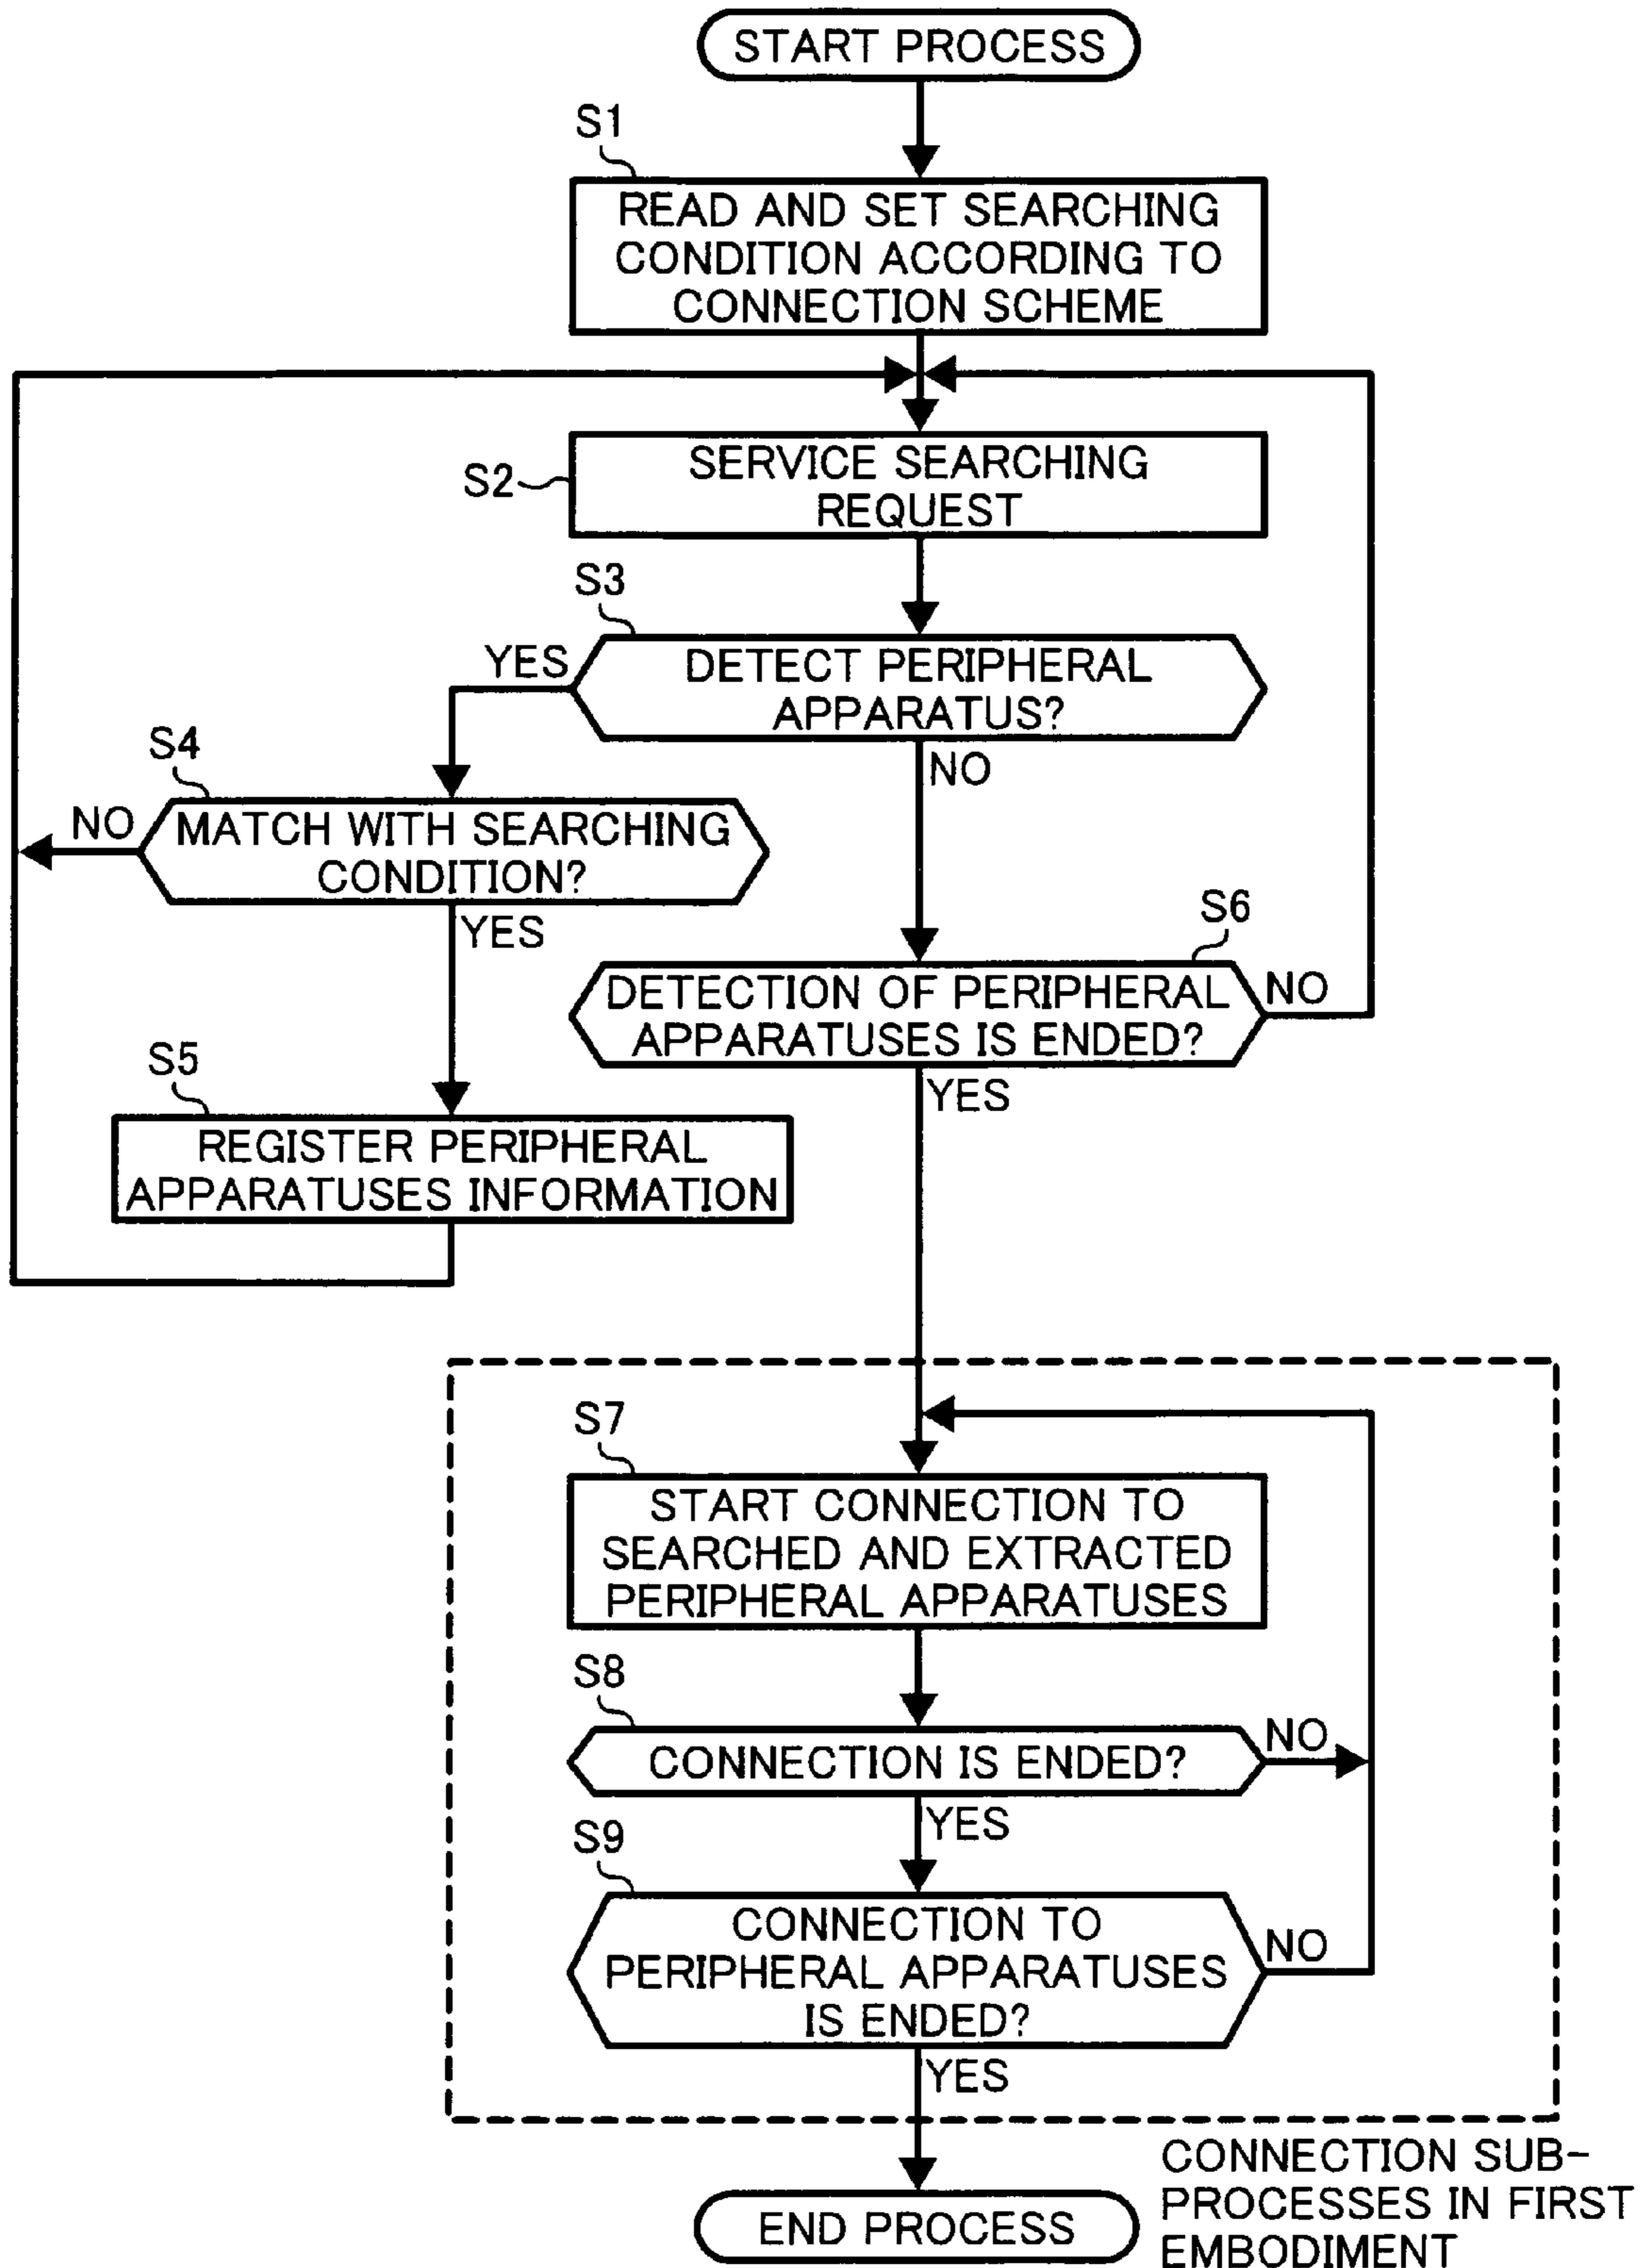 START PROCESS
S1
READ AND SET SEARCHING
CONDITION ACCORDING TO
CONNECTION SCHEME
S2
SERVICE SEARCHING
REQUEST
S3
YES
DETECT PERIPHERAL
APPARATUS?
NO
S4
NO
MATCH WITH SEARCHING
CONDITION?
YES
S6
DETECTION OF PERIPHERAL
APPARATUSES IS ENDED?
NO
YES
S5
REGISTER PERIPHERAL
APPARATUSES INFORMATION
S7
START CONNECTION TO
SEARCHED AND EXTRACTED
PERIPHERAL APPARATUSES
S8
CONNECTION IS ENDED?
NO
YES
S9
CONNECTION TO
PERIPHERAL APPARATUSES
IS ENDED?
NO
YES
CONNECTION SUB-
PROCESSES IN FIRST
EMBODIMENT
END PROCESS